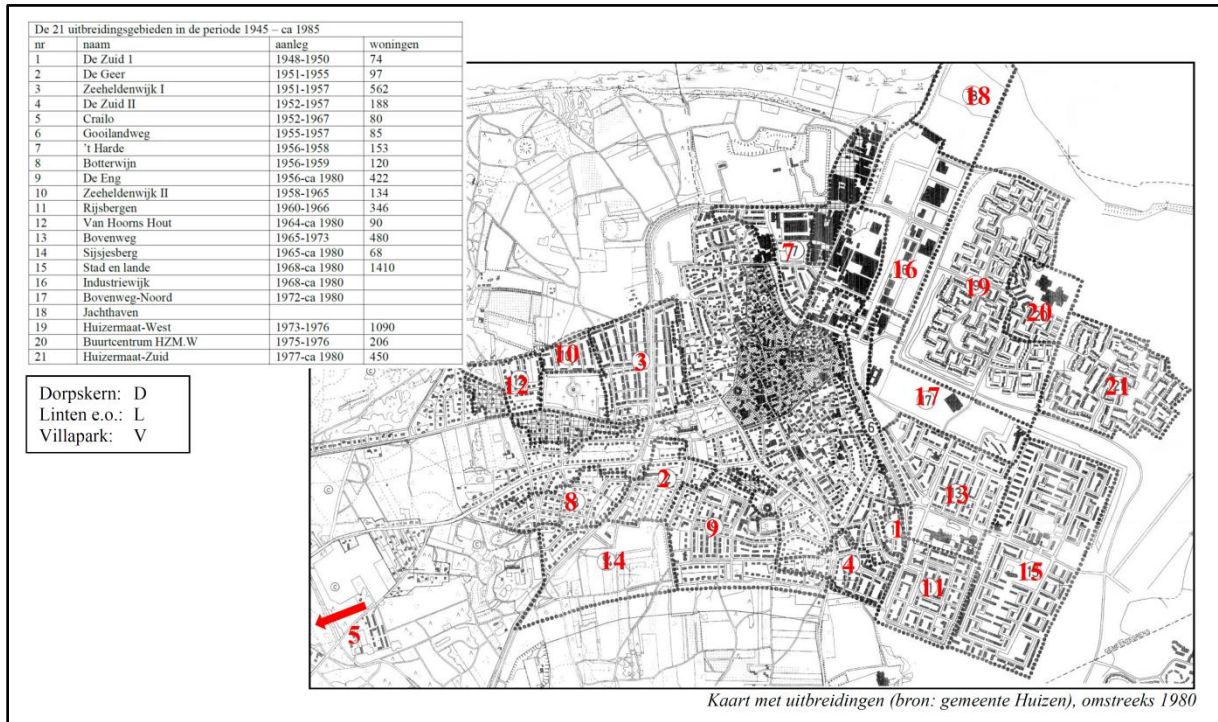 De 21 uitbreidingsgebieden in de periode 1945 – ca 1985
nr naam aanleg woningen
1 De Zuid 1 1948-1950 74
2 De Geer 1951-1955 97
3 Zeeheldenwijk I 1951-1957 562
4 De Zuid II 1952-1957 188
5 Crailo 1952-1967 80
6 Gooilandweg 1955-1957 85
7 't Harde 1956-1958 153
8 Botterwijn 1956-1959 120
9 De Eng 1956-ca 1980 422
10 Zeeheldenwijk II 1958-1965 134
11 Rijsbergen 1960-1966 346
12 Van Hoorns Hout 1964-ca 1980 90
13 Bovenweg 1965-1973 480
14 Sijsjesberg 1965-ca 1980 68
15 Stad en lande 1968-ca 1980 1410
16 Industriewijk 1968-ca 1980
17 Bovenweg-Noord 1972-ca 1980
18 Jachthaven
19 Huizermaat-West 1973-1976 1090
20 Buurtcentrum HZM.W 1975-1976 206
21 Huizermaat-Zuid 1977-ca 1980 450
Dorpskern: D
Linten e.o.: L
Villapark: V
18
7
16
19
20
10
3
12
17
21
6
2
8
13
9
1
14
4
15
11
5
Kaart met uitbreidingen (bron: gemeente Huizen), omstreeks 1980